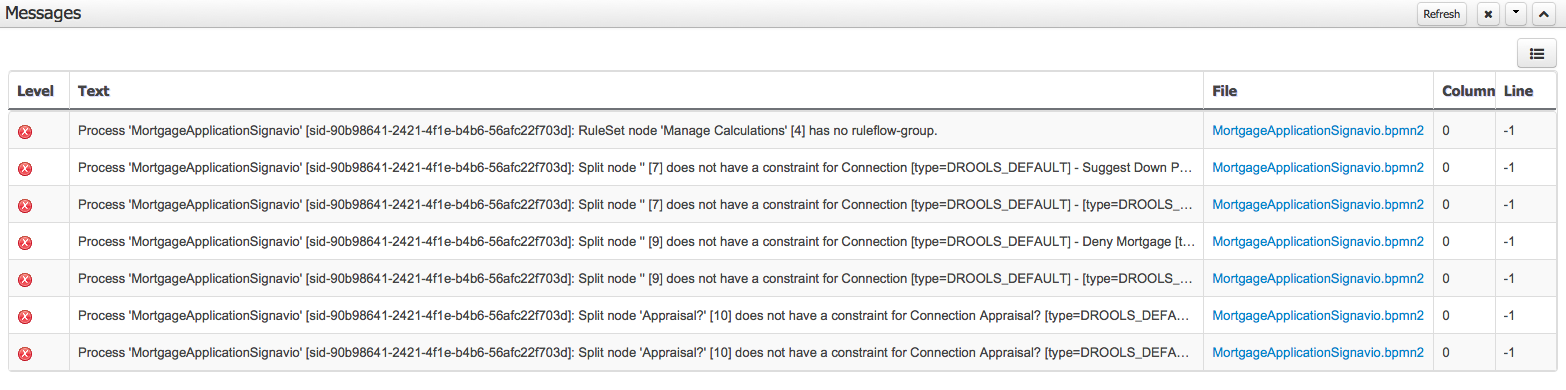 Messages
Refresh
Level Text File Column Line
Process 'MortgageApplicationSignavio' [sid-90b98641-2421-4f1e-b4b6-56afc22f703d]: RuleSet node 'Manage Calculations' [4] has no ruleflow-group. MortgageApplicationSignavio.bpmn2 0 -1
Process 'MortgageApplicationSignavio' [sid-90b98641-2421-4f1e-b4b6-56afc22f703d]: Split node '' [7] does not have a constraint for Connection [type=DROOLS_DEFAULT] - Suggest Down P... MortgageApplicationSignavio.bpmn2 0 -1
Process 'MortgageApplicationSignavio' [sid-90b98641-2421-4f1e-b4b6-56afc22f703d]: Split node '' [7] does not have a constraint for Connection [type=DROOLS_DEFAULT] - [type=DROOLS_... MortgageApplicationSignavio.bpmn2 0 -1
Process 'MortgageApplicationSignavio' [sid-90b98641-2421-4f1e-b4b6-56afc22f703d]: Split node '' [9] does not have a constraint for Connection [type=DROOLS_DEFAULT] - Deny Mortgage [t... MortgageApplicationSignavio.bpmn2 0 -1
Process 'MortgageApplicationSignavio' [sid-90b98641-2421-4f1e-b4b6-56afc22f703d]: Split node '' [9] does not have a constraint for Connection [type=DROOLS_DEFAULT] - [type=DROOLS_... MortgageApplicationSignavio.bpmn2 0 -1
Process 'MortgageApplicationSignavio' [sid-90b98641-2421-4f1e-b4b6-56afc22f703d]: Split node 'Appraisal?' [10] does not have a constraint for Connection Appraisal? [type=DROOLS_DEFA... MortgageApplicationSignavio.bpmn2 0 -1
Process 'MortgageApplicationSignavio' [sid-90b98641-2421-4f1e-b4b6-56afc22f703d]: Split node 'Appraisal?' [10] does not have a constraint for Connection Appraisal? [type=DROOLS_DEFA... MortgageApplicationSignavio.bpmn2 0 -1